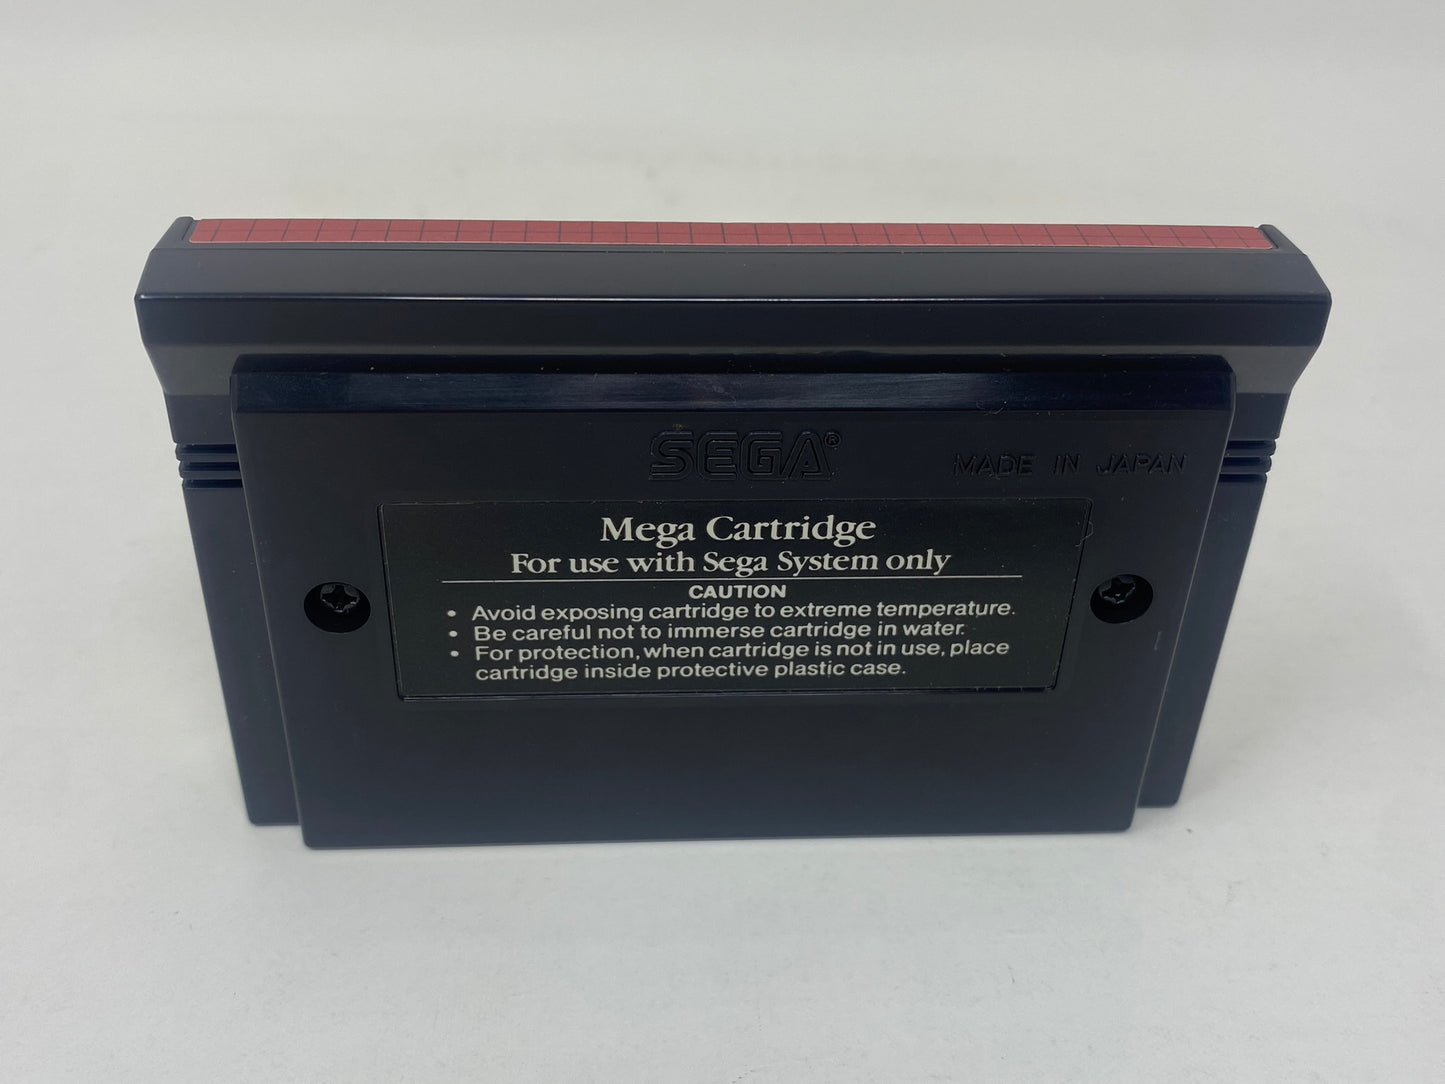 SEGA®
MADE IN JAPAN
Mega Cartridge
For use with Sega System only
CAUTION
• Avoid exposing cartridge to extreme temperature.
• Be careful not to immerse cartridge in water.
• For protection, when cartridge is not in use, place
cartridge inside protective plastic case.